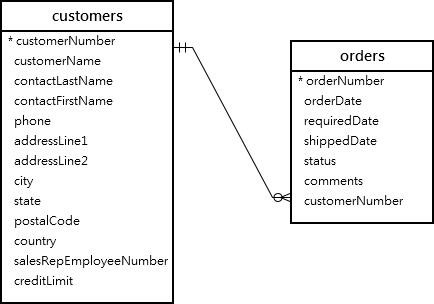 customers
* customerNumber
customerName
contactLastName
contactFirstName
phone
addressLine1
addressLine2
city
state
postalCode
country
salesRepEmployeeNumber
creditLimit
orders
* orderNumber
orderDate
requiredDate
shippedDate
status
comments
customerNumber